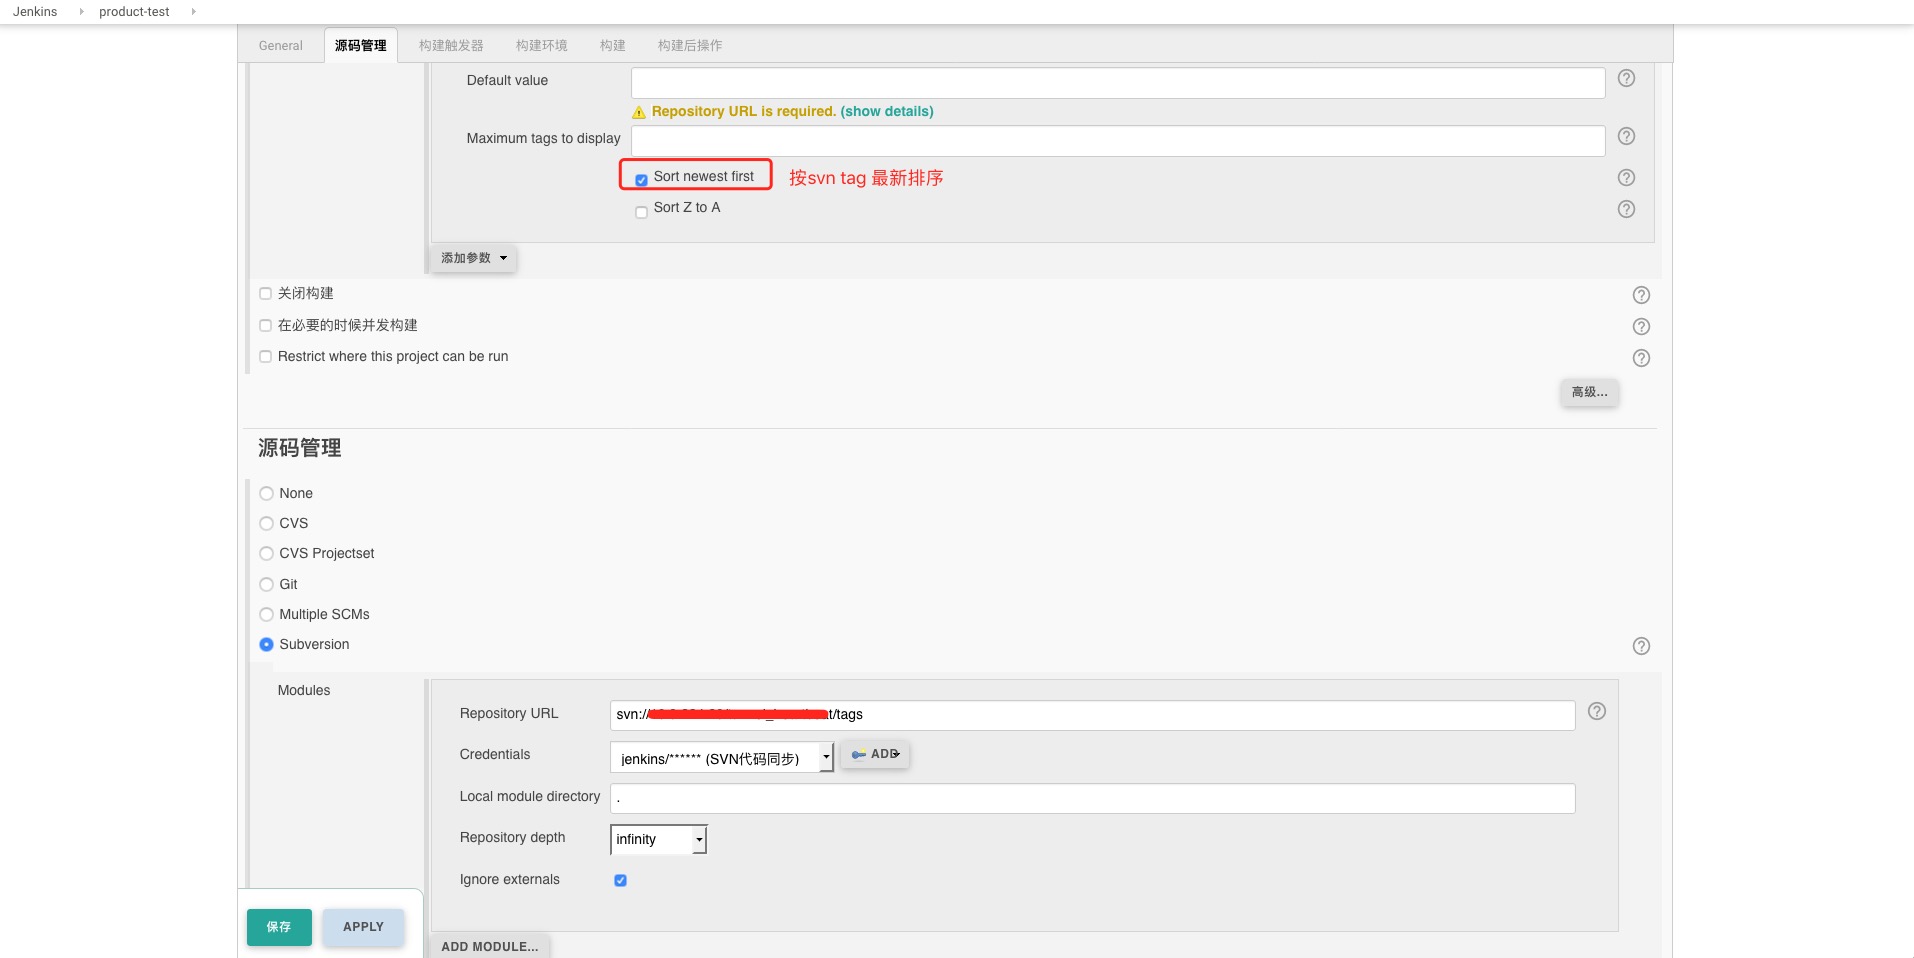 Jenkins product-test
General 源码管理 构建触发器 构建环境 构建 构建后操作
Default value
Repository URL is required. (show details)
Maximum tags to display
Sort newest first 按svn tag 最新排序
Sort Z to A
添加参数
关闭构建
在必要的时候并发构建
Restrict where this project can be run
高级...
源码管理
None
CVS
CVS Projectset
Git
Multiple SCMs
Subversion
Modules
Repository URL svn:// t/tags
Credentials jenkins/****** (SVN代码同步) ADD
Local module directory .
Repository depth infinity
Ignore externals
保存 APPLY
ADD MODULE...